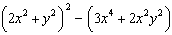 (2x² + y²)² − (3x⁴ + 2x²y²)